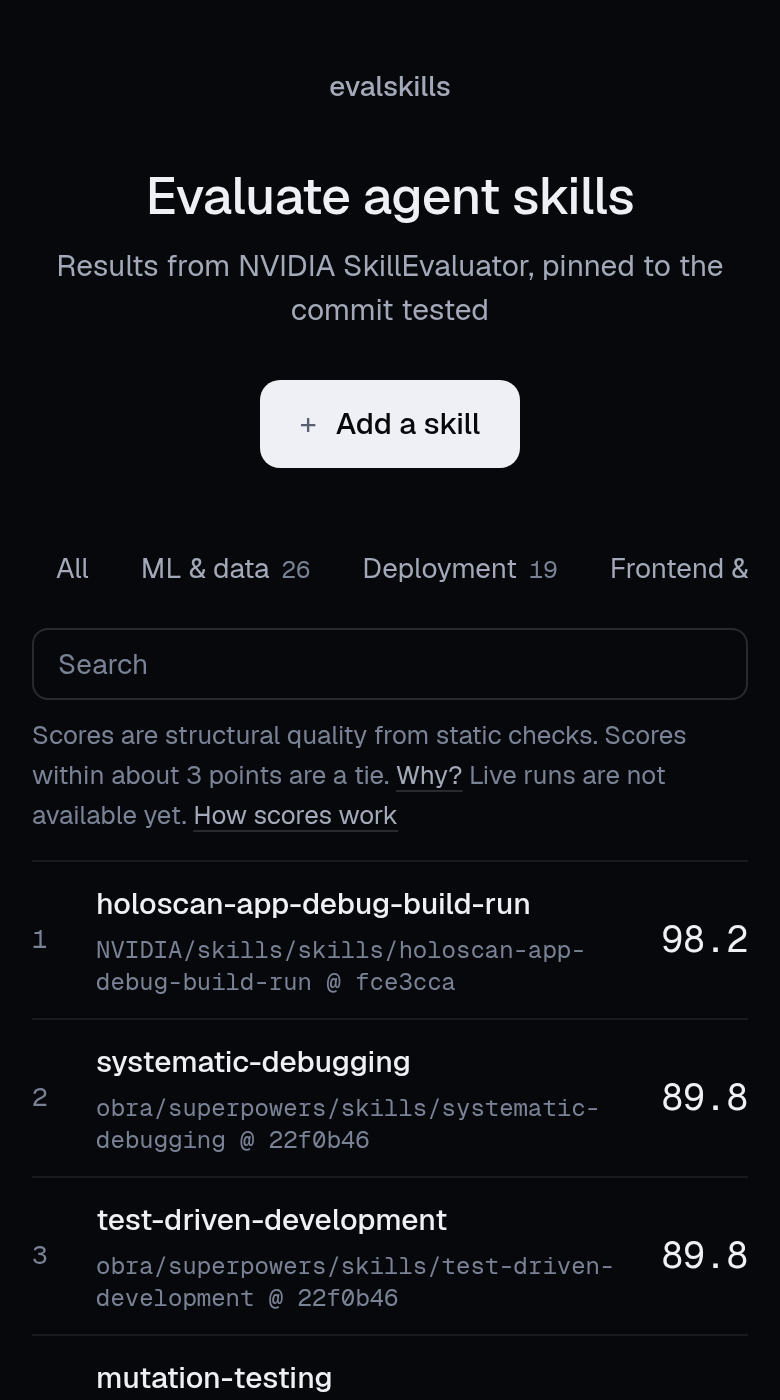 evalskills
Evaluate agent skills
Results from NVIDIA SkillEvaluator, pinned to the
commit tested
+ Add a skill
All ML & data 26 Deployment 19 Frontend &
Search
Scores are structural quality from static checks. Scores
within about 3 points are a tie. Why? Live runs are not
available yet. How scores work
holoscan-app-debug-build-run
1
NVIDIA/skills/skills/holoscan-app-
debug-build-run @ fce3cca
98.2
systematic-debugging
2
obra/superpowers/skills/systematic-
debugging @ 22f0b46
89.8
test-driven-development
3
obra/superpowers/skills/test-driven-
development @ 22f0b46
89.8
mutation-testing